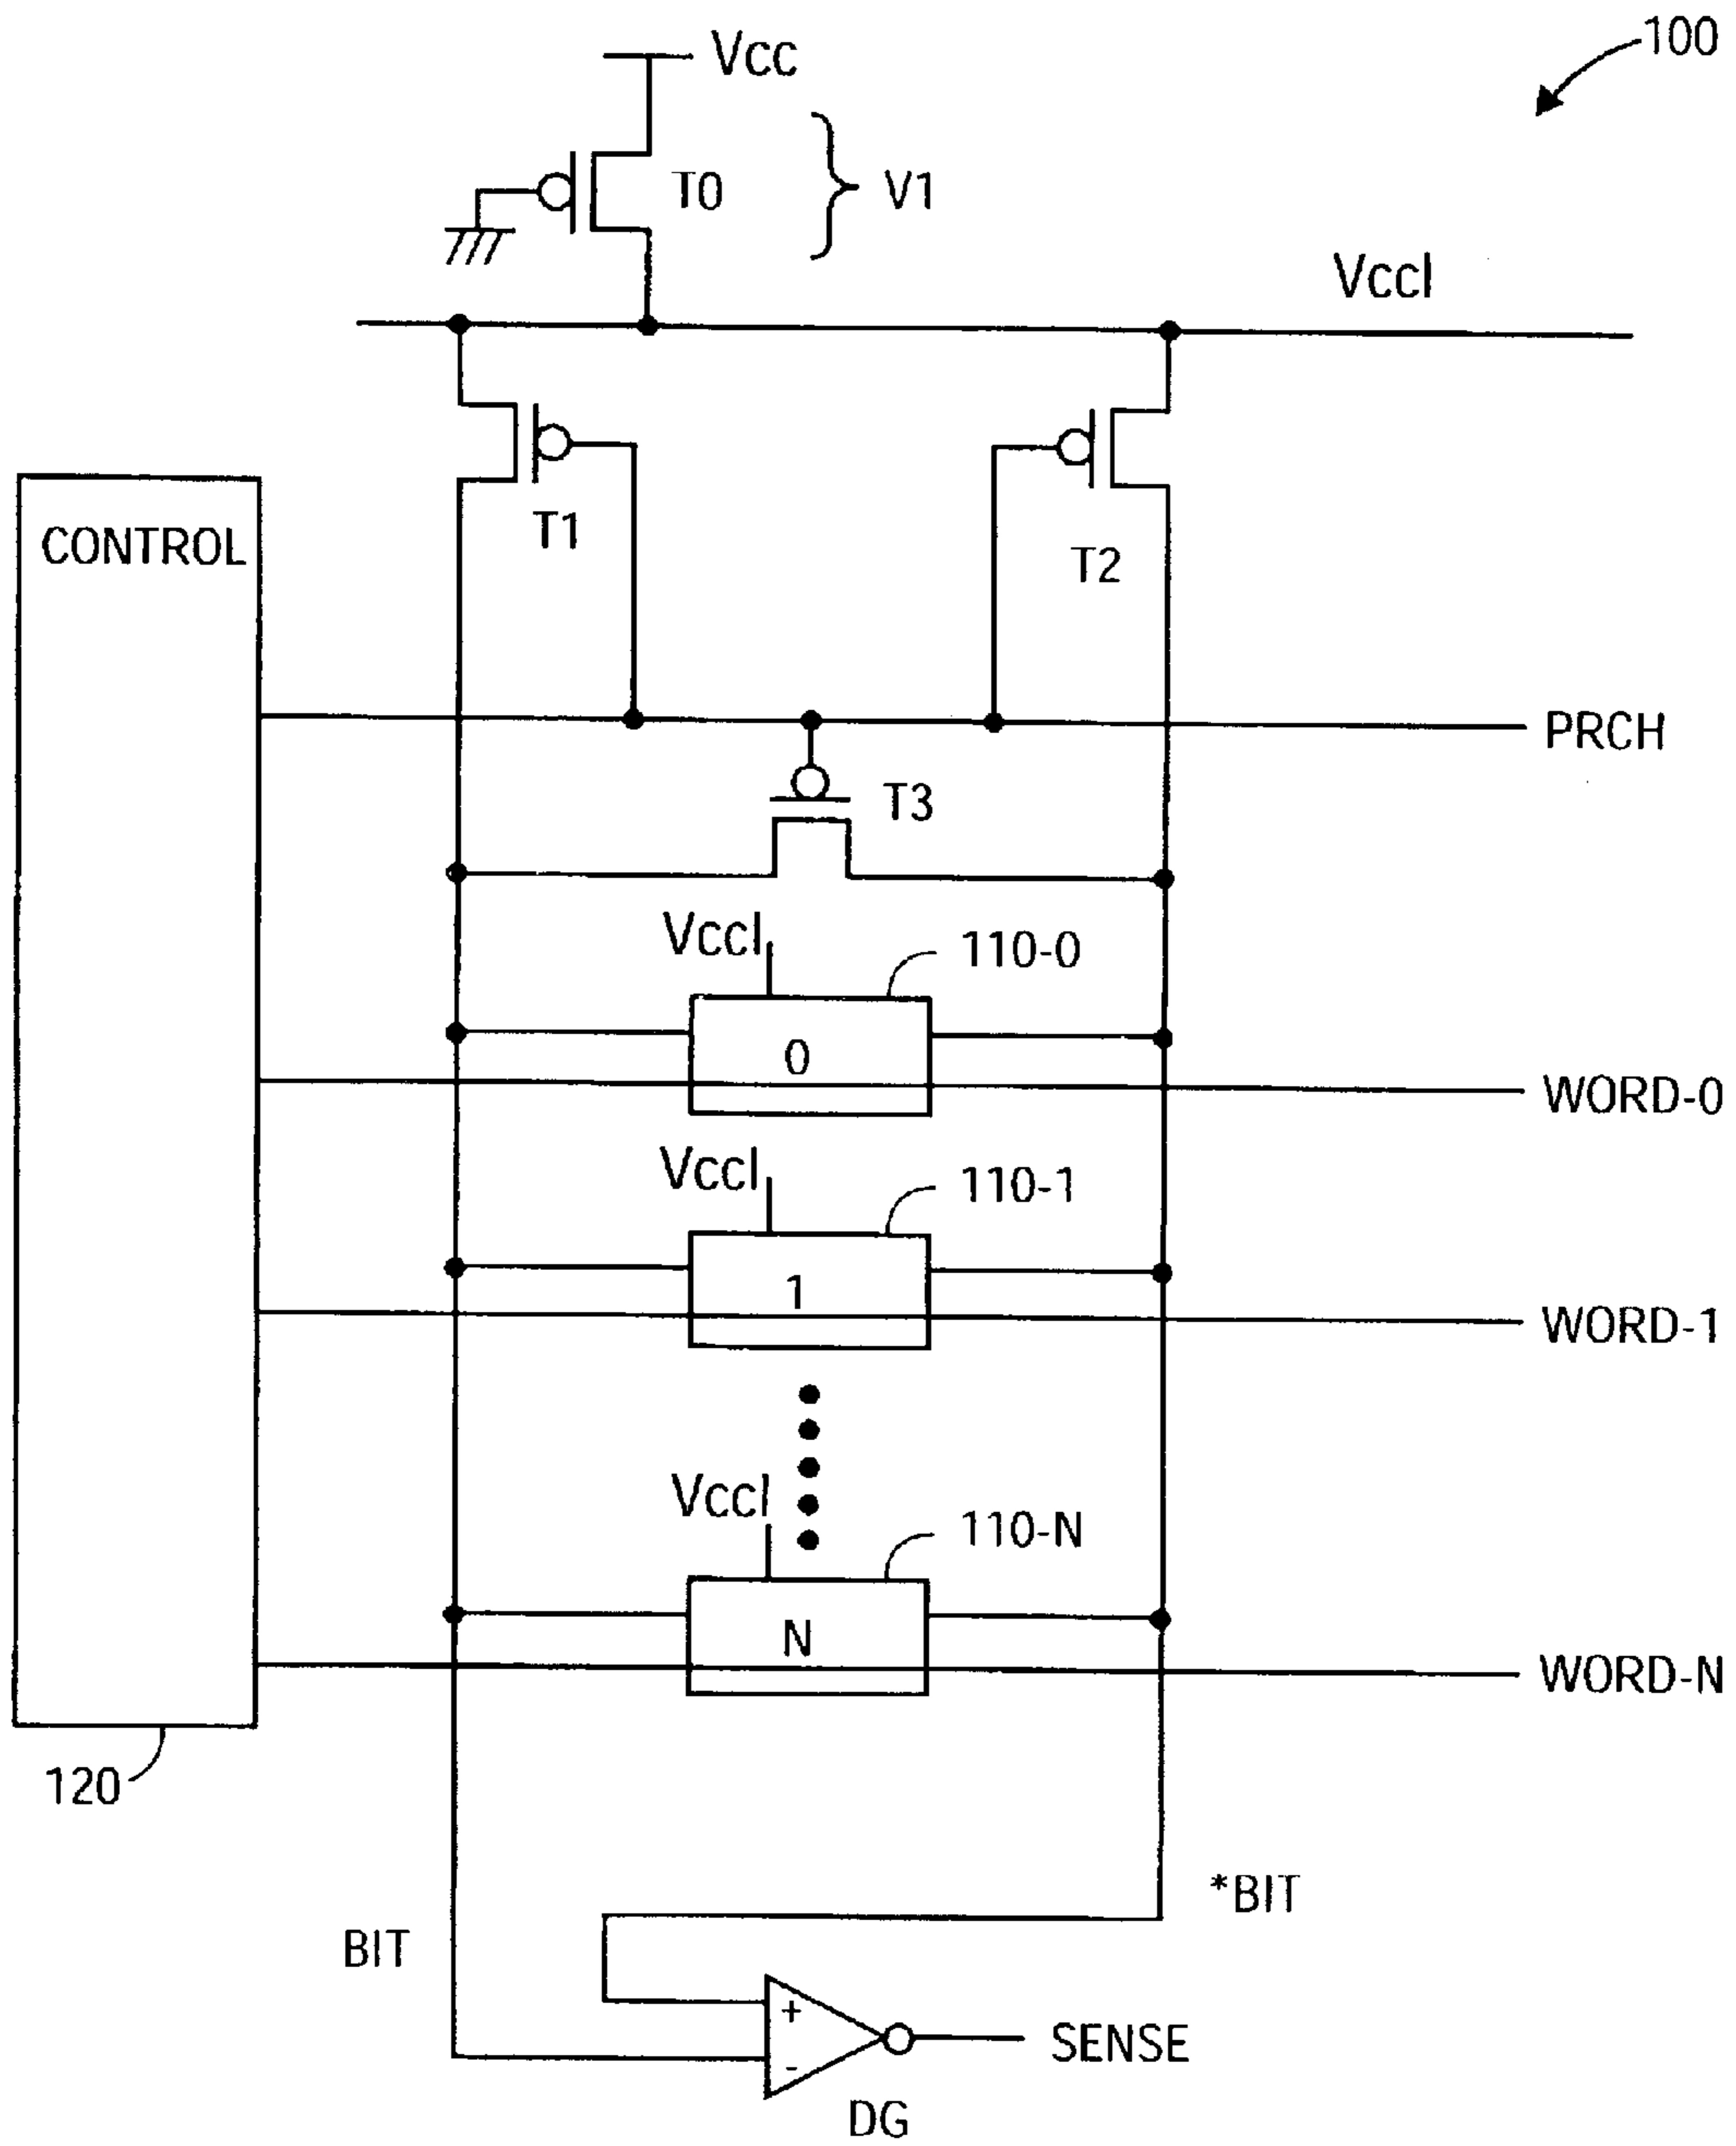 100
Vcc
T0
V1
Vccl
T1
T2
CONTROL
PRCH
T3
Vccl
110-0
0
WORD-0
Vccl
110-1
1
WORD-1
Vccl
110-N
N
WORD-N
120
*BIT
BIT
+
-
SENSE
DG